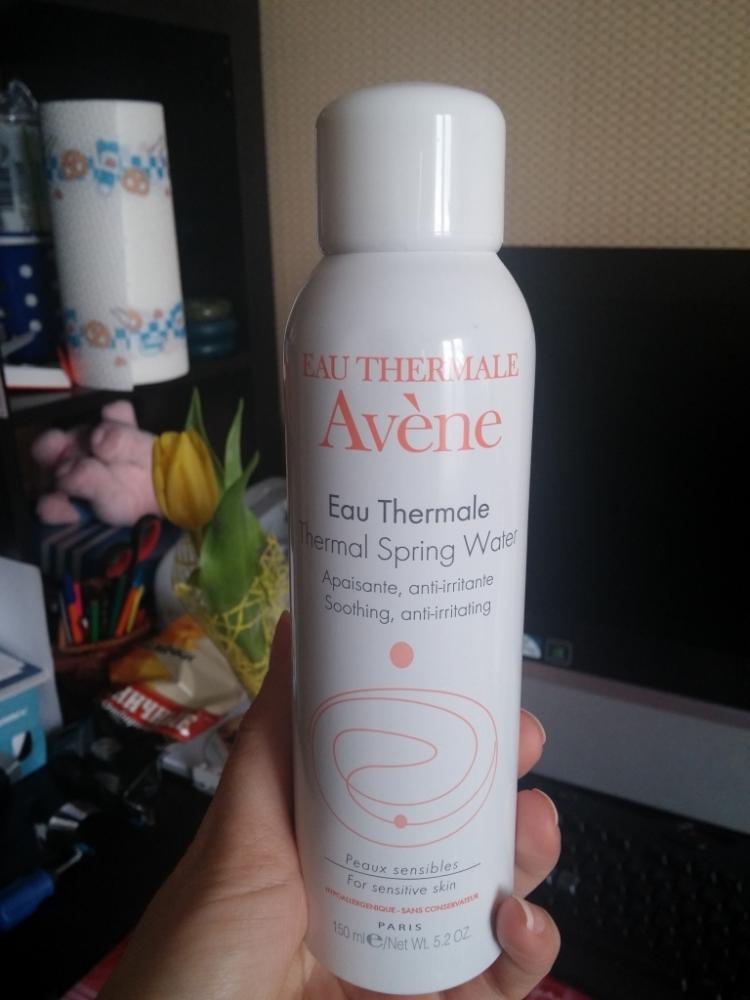 EAU THERMALE
Avène
Eau Thermale
Thermal Spring Water
Apaisante, anti-irritante
Soothing, anti-irritating
Peaux sensibles
For sensitive skin
HYPOALLERGENIQUE - SANS CONSERVATEUR
PARIS
150 ml e/Net Wt. 5.2 OZ.